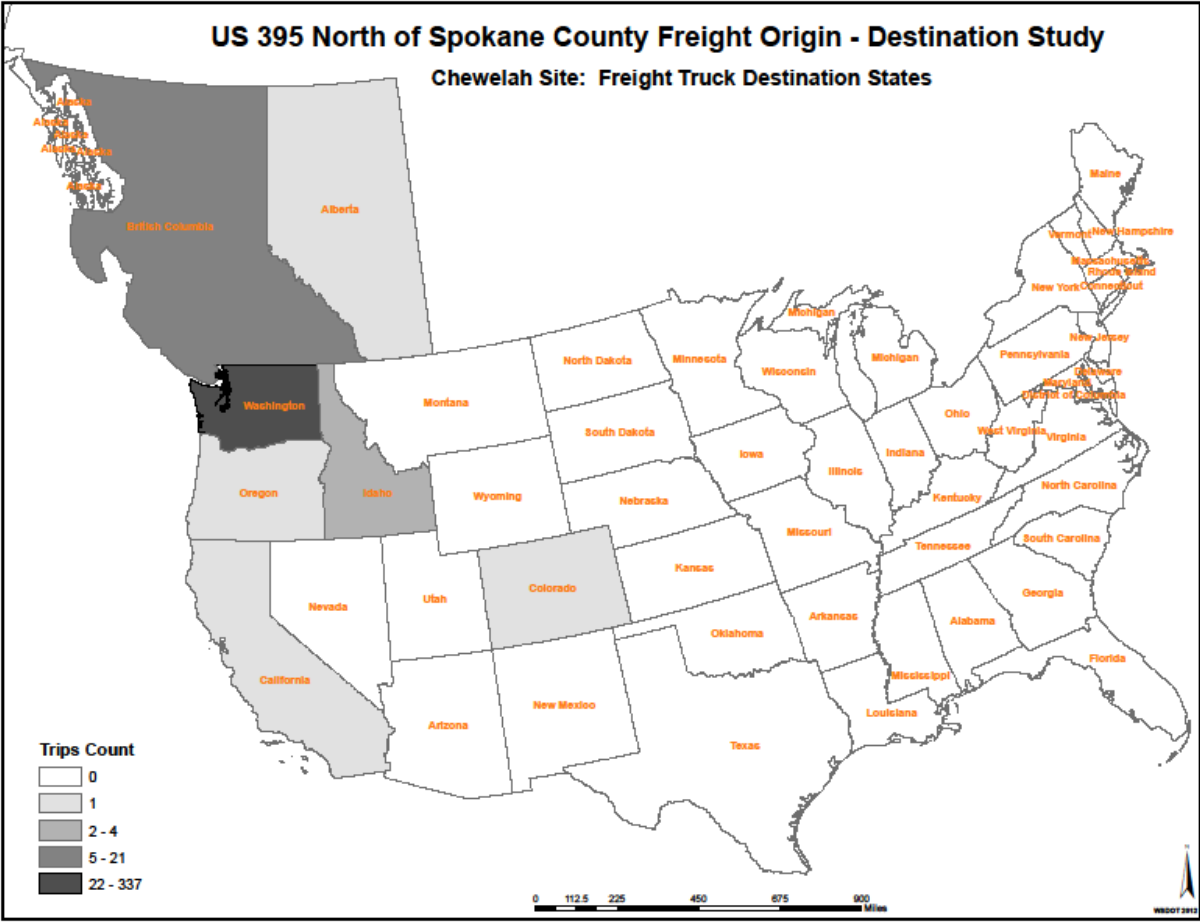 US 395 North of Spokane County Freight Origin - Destination Study
Chewelah Site: Freight Truck Destination States
Alaska
Alaska
Alaska
Alaska
Alaska
Alaska
British Columbia
Alberta
Maine
Vermont
New Hampshire
Massachusetts
Rhode Island
New York
Connecticut
Michigan
Michigan
New Jersey
Pennsylvania
North Dakota
Minnesota
Wisconsin
Delaware
Maryland
District of Columbia
Washington
Montana
Ohio
South Dakota
West Virginia
Virginia
Iowa
Indiana
Illinois
Oregon
Idaho
Wyoming
Nebraska
Kentucky
North Carolina
Missouri
South Carolina
Tennessee
Kansas
Colorado
Utah
Nevada
Georgia
Arkansas
Alabama
Oklahoma
Florida
California
Mississippi
New Mexico
Louisiana
Arizona
Texas
Trips Count
0
1
2 - 4
5 - 21
22 - 337
0 112.5 225 450 675 900
Miles
N
WSDOT 2012